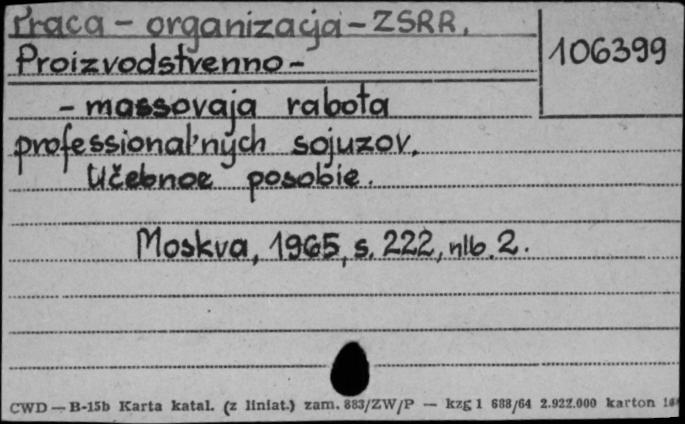 Praca - organizacja - ZSRR.
106399
Proizvodstvenno -
- massovaja rabota
professional'nych sojuzov.
Učebnoe posobie.
Moskva, 1965, s. 222, nlb. 2.
CWD — B-15b Karta katal. (z liniat.) zam. 883/ZW/P — kzg 1 688/64 2.922.000 karton